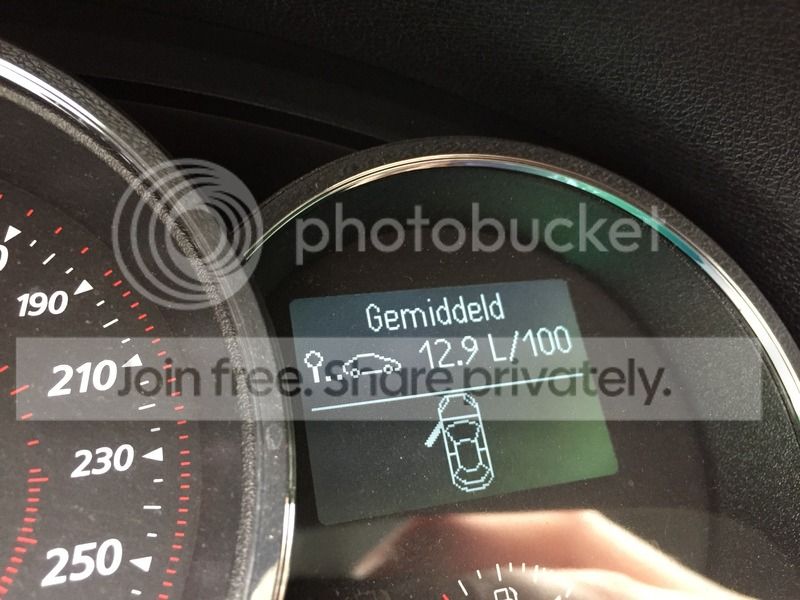 photobucket
Gemiddeld
12.9 L/100
Join free. Share privately.
190
210
230
250